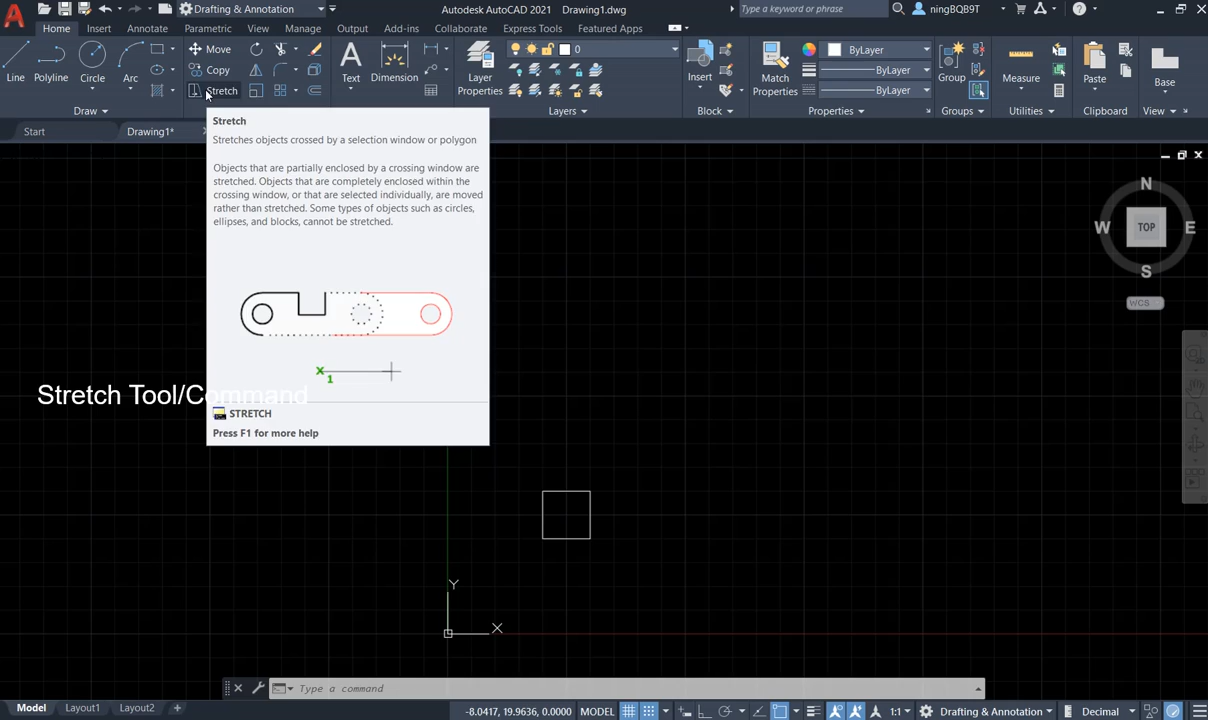 Drafting & Annotation
Autodesk AutoCAD 2021 Drawing1.dwg
Type a keyword or phrase
ningBQB9T
Home Insert Annotate Parametric View Manage Output Add-ins Collaborate Express Tools Featured Apps
Line
Polyline
Circle
Arc
Move
Copy
Stretch
Text
Dimension
Layer
Properties
0
Insert
Match
Properties
ByLayer
ByLayer
ByLayer
Group
Measure
Paste
Base
Draw
Layers
Block
Properties
Groups
Utilities
Clipboard
View
Start
Drawing1*
Stretch
Stretches objects crossed by a selection window or polygon
Objects that are partially enclosed by a crossing window are
stretched. Objects that are completely enclosed within the
crossing window, or that are selected individually, are moved
rather than stretched. Some types of objects such as circles,
ellipses, and blocks, cannot be stretched.
1
Stretch Tool/Command
STRETCH
Press F1 for more help
N
W
TOP
E
S
WCS
Y
X
Type a command
Model Layout1 Layout2 +
-8.0417, 19.9636, 0.0000 MODEL
1:1
Drafting & Annotation
Decimal